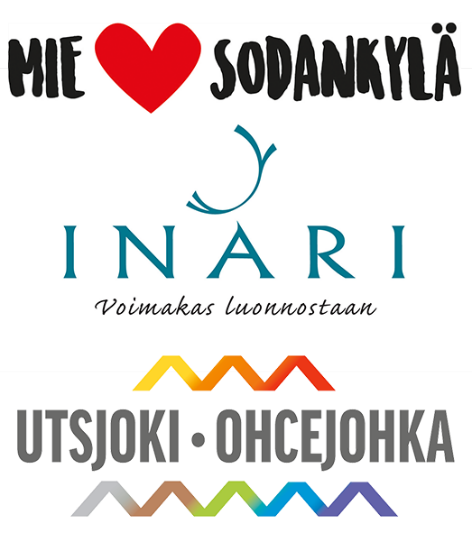 MIE SODANKYLÄ
INARI
Voimakas luonnostaan
UTSJOKI • OHCEJOHKA